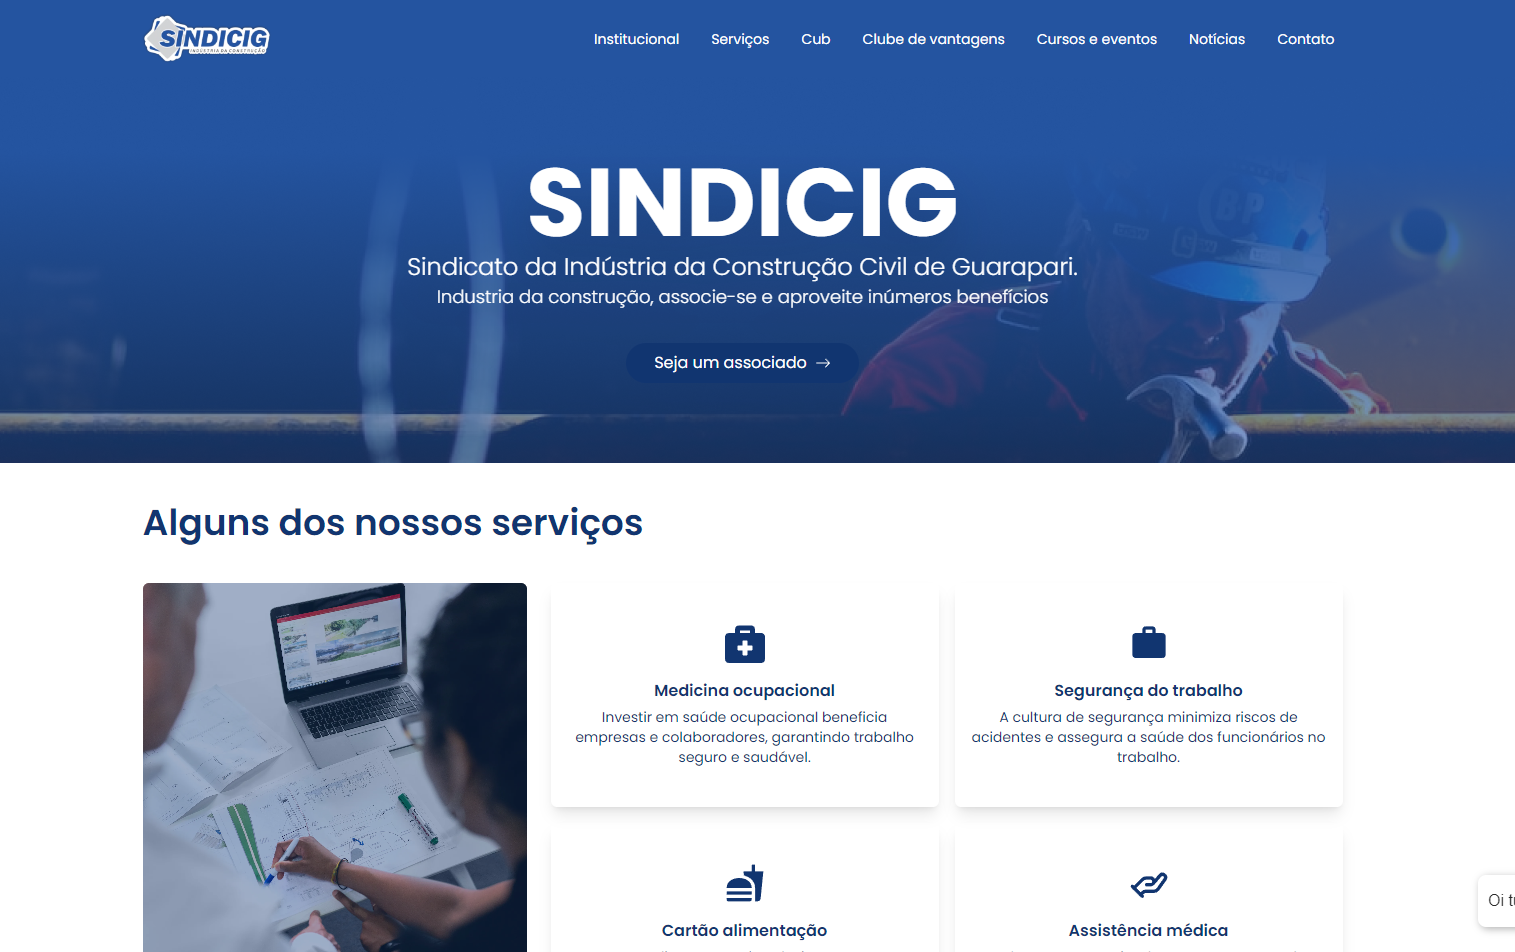 SINDICIG
INDÚSTRIA DA CONSTRUÇÃO
Institucional
Serviços
Cub
Clube de vantagens
Cursos e eventos
Notícias
Contato
SINDICIG
Sindicato da Indústria da Construção Civil de Guarapari.
Industria da construção, associe-se e aproveite inúmeros benefícios
Seja um associado →
Alguns dos nossos serviços
Medicina ocupacional
Investir em saúde ocupacional beneficia
empresas e colaboradores, garantindo trabalho
seguro e saudável.
Segurança do trabalho
A cultura de segurança minimiza riscos de
acidentes e assegura a saúde dos funcionários no
trabalho.
Cartão alimentação
Assistência médica
Oi